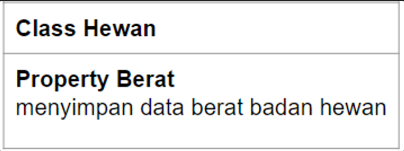 Class Hewan
Property Berat
menyimpan data berat badan hewan